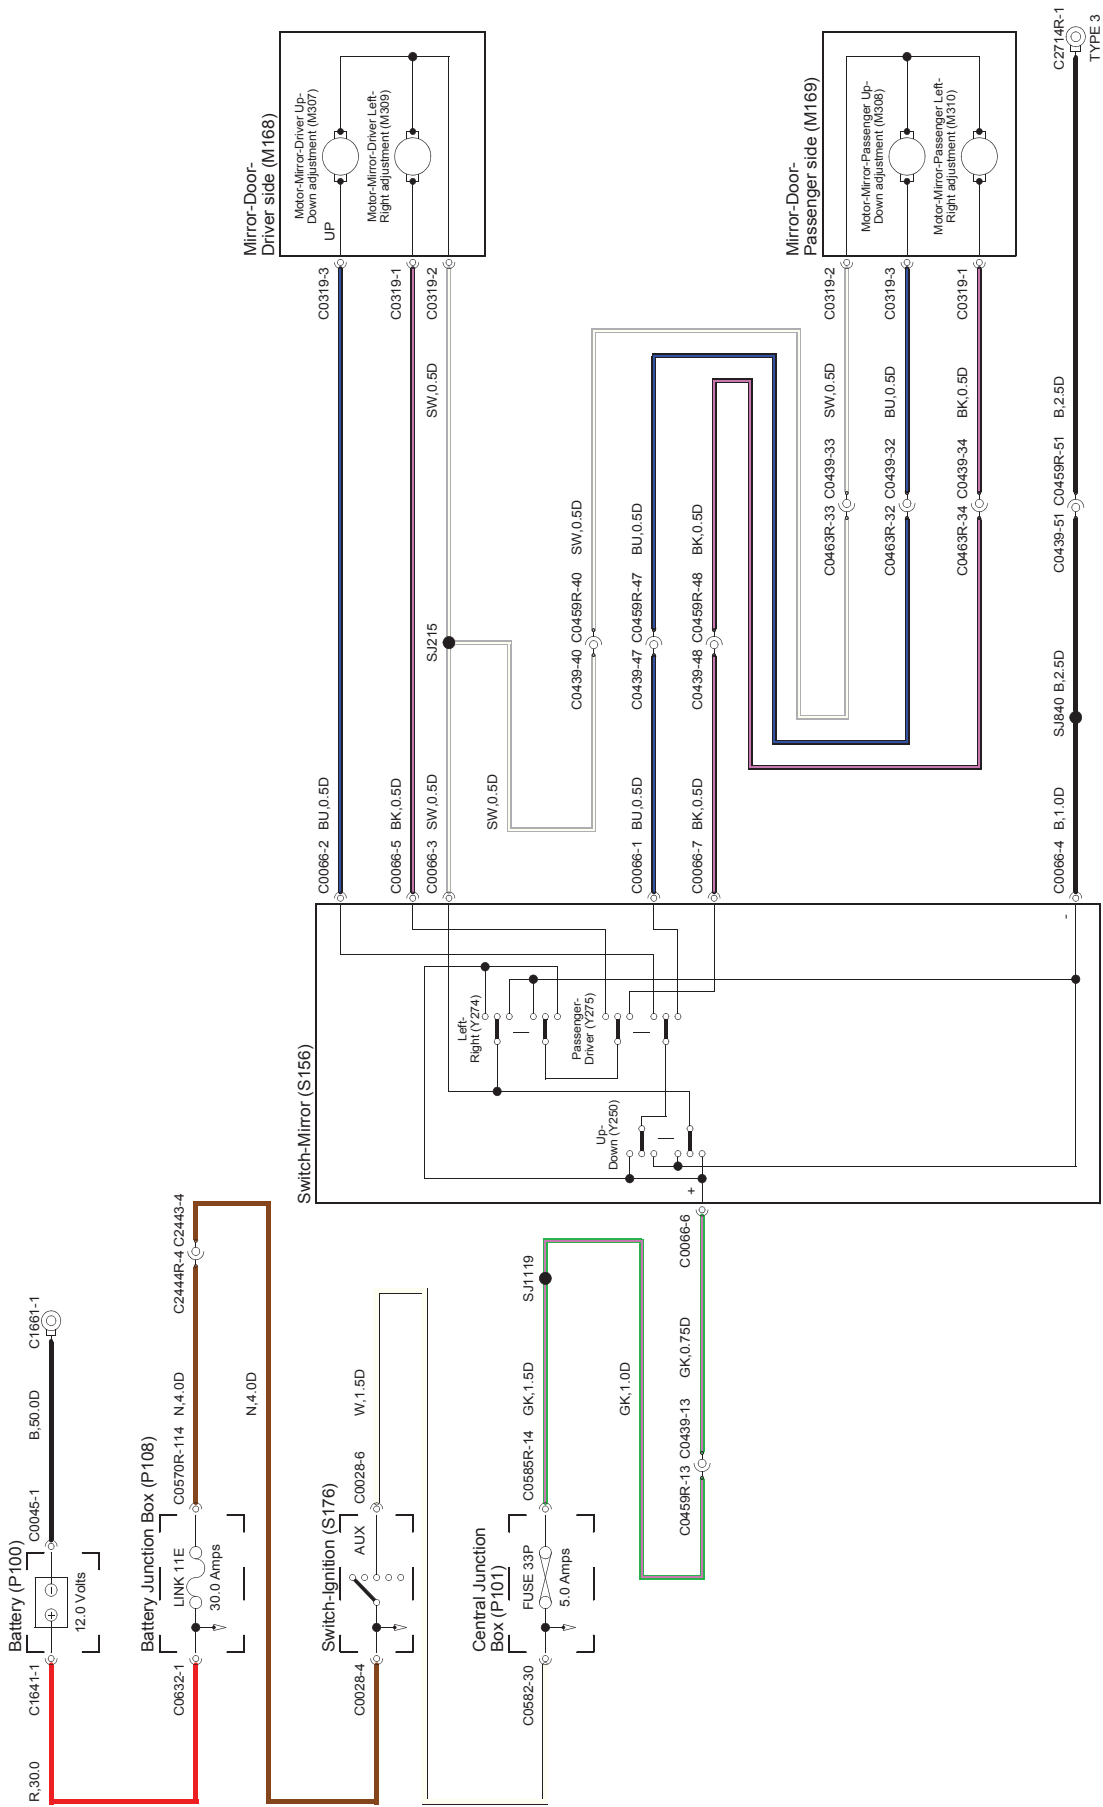 Battery (P100)
12.0 Volts
C1641-1
R,30.0
C0045-1
B,50.0D
C1661-1
Battery Junction Box (P108)
LINK 11E
30.0 Amps
C0632-1
C0570R-114
N,4.0D
C2444R-4
C2443-4
N,4.0D
Switch-Ignition (S176)
AUX
C0028-4
C0028-6
W,1.5D
Central Junction
Box (P101)
FUSE 33P
5.0 Amps
C0582-30
C0585R-14
GK,1.5D
SJ1119
GK,1.0D
C0459R-13
C0439-13
GK,0.75D
C0066-6
Switch-Mirror (S156)
+
-
Up-
Down (Y250)
Left-
Right (Y274)
Passenger-
Driver (Y275)
C0066-2
BU,0.5D
C0319-3
C0066-5
BK,0.5D
C0319-1
C0066-3
SW,0.5D
SJ215
SW,0.5D
C0319-2
SW,0.5D
C0439-40
C0459R-40
SW,0.5D
C0066-1
BU,0.5D
C0439-47
C0459R-47
BU,0.5D
C0066-7
BK,0.5D
C0439-48
C0459R-48
BK,0.5D
Mirror-Door-
Driver side (M168)
Motor-Mirror-Driver Up-
Down adjustment (M307)
UP
Motor-Mirror-Driver Left-
Right adjustment (M309)
Mirror-Door-
Passenger side (M169)
Motor-Mirror-Passenger Up-
Down adjustment (M308)
Motor-Mirror-Passenger Left-
Right adjustment (M310)
C0463R-33
C0439-33
SW,0.5D
C0319-2
C0463R-32
C0439-32
BU,0.5D
C0319-3
C0463R-34
C0439-34
BK,0.5D
C0319-1
C0066-4
B,1.0D
SJ840
B,2.5D
C0439-51
C0459R-51
B,2.5D
C2714R-1
TYPE 3